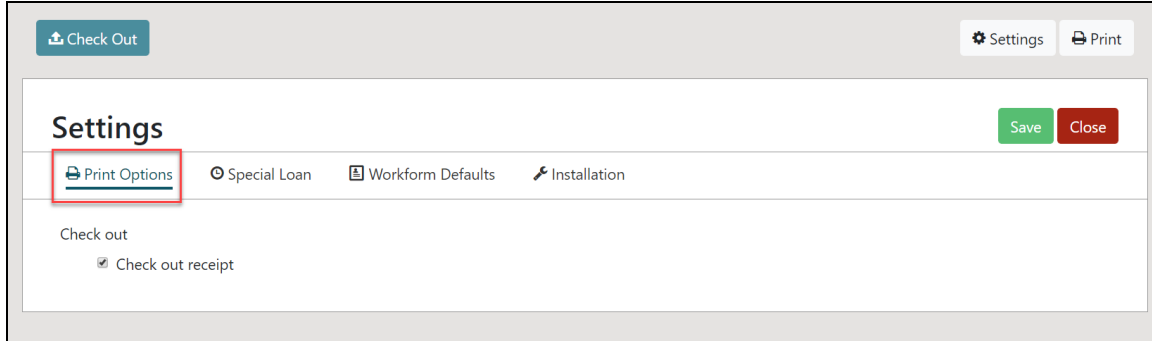 Check Out
Settings Print
Settings
Save Close
Print Options Special Loan Workform Defaults Installation
Check out
Check out receipt